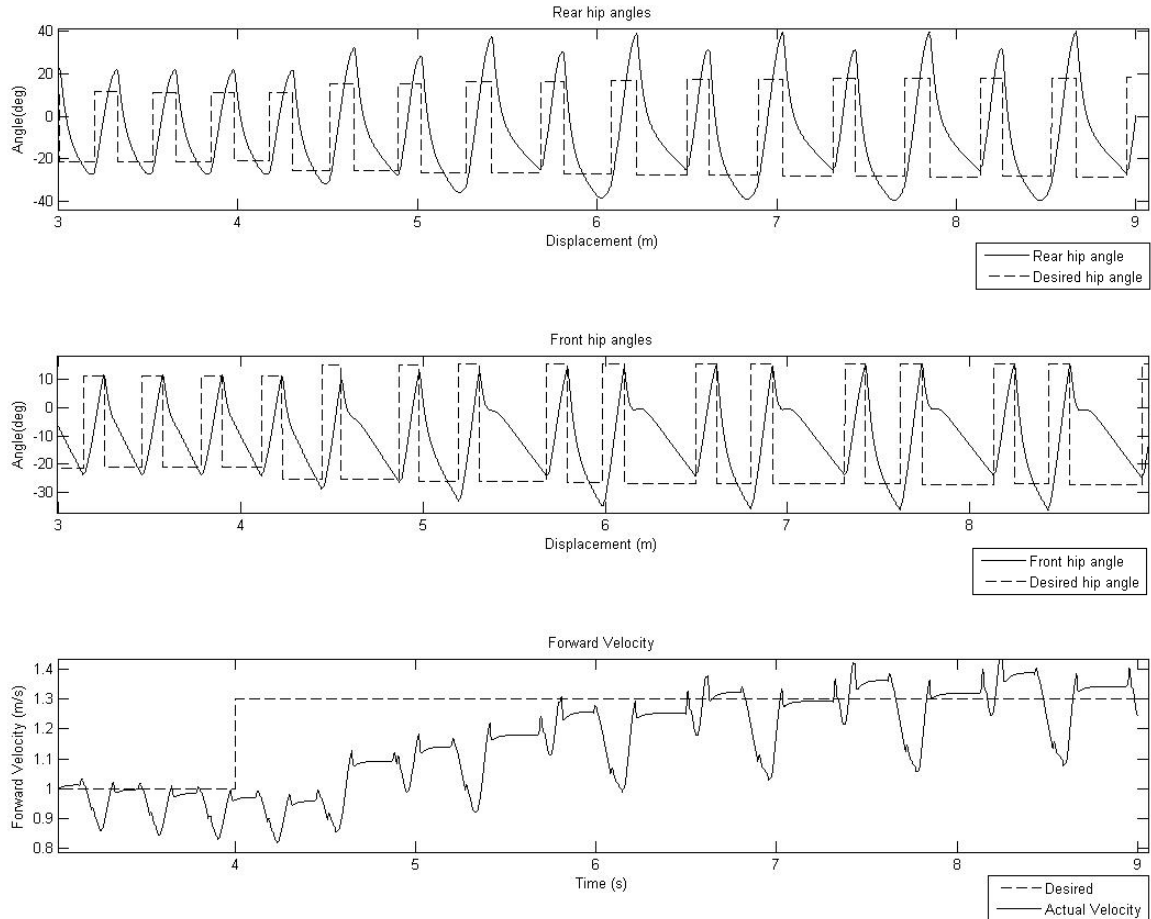 Rear hip angles
40
20
0
-20
-40
Angle(deg)
3 4 5 6 7 8 9
Displacement (m)
Rear hip angle
Desired hip angle
Front hip angles
10
0
-10
-20
-30
Angle(deg)
3 4 5 6 7 8
Displacement (m)
Front hip angle
Desired hip angle
Forward Velocity
1.4
1.3
1.2
1.1
1
0.9
0.8
Forward Velocity (m/s)
4 5 6 7 8 9
Time (s)
Desired
Actual Velocity